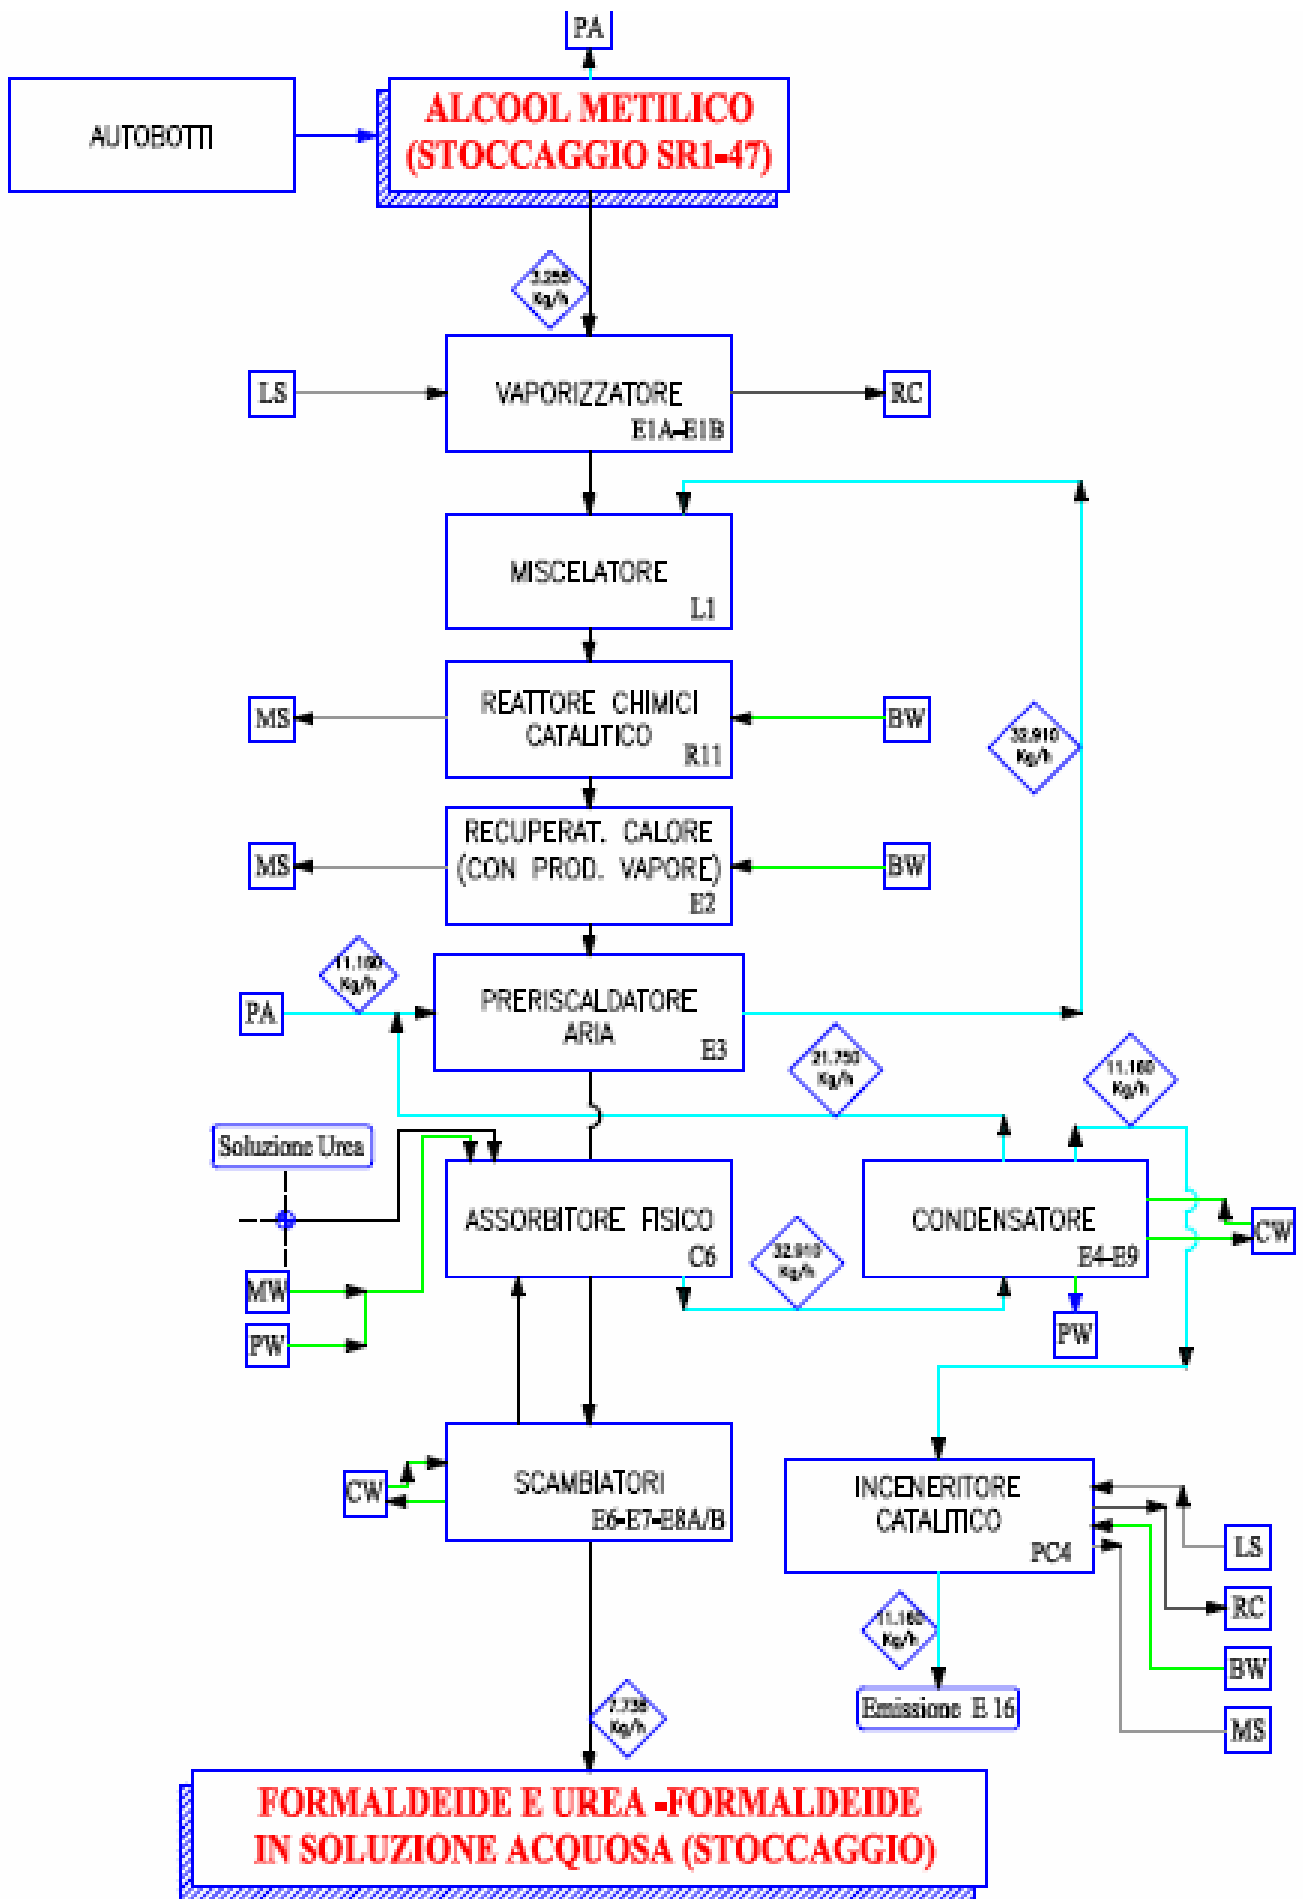 PA
AUTOBOTTI
ALCOOL METILICO
(STOCCAGGIO SR1-47)
Kg/h
LS
VAPORIZZATORE
E1A-E1B
RC
MISCELATORE
L1
MS
REATTORE CHIMICI
CATALITICO
R11
BW
32.910
Kg/h
MS
RECUPERAT. CALORE
(CON PROD. VAPORE)
E2
BW
11.160
Kg/h
PA
PRERISCALDATORE
ARIA
E3
21.750
Kg/h
11.160
Kg/h
Soluzione Urea
ASSORBITORE FISICO
C6
32.910
Kg/h
CONDENSATORE
E4-E9
CW
MW
PW
PW
CW
SCAMBIATORI
E6-E7-E8A/B
INCENERITORE
CATALITICO
PC4
LS
RC
BW
MS
11.160
Kg/h
Emissione E 16
7.738
Kg/h
FORMALDEIDE E UREA -FORMALDEIDE
IN SOLUZIONE ACQUOSA (STOCCAGGIO)